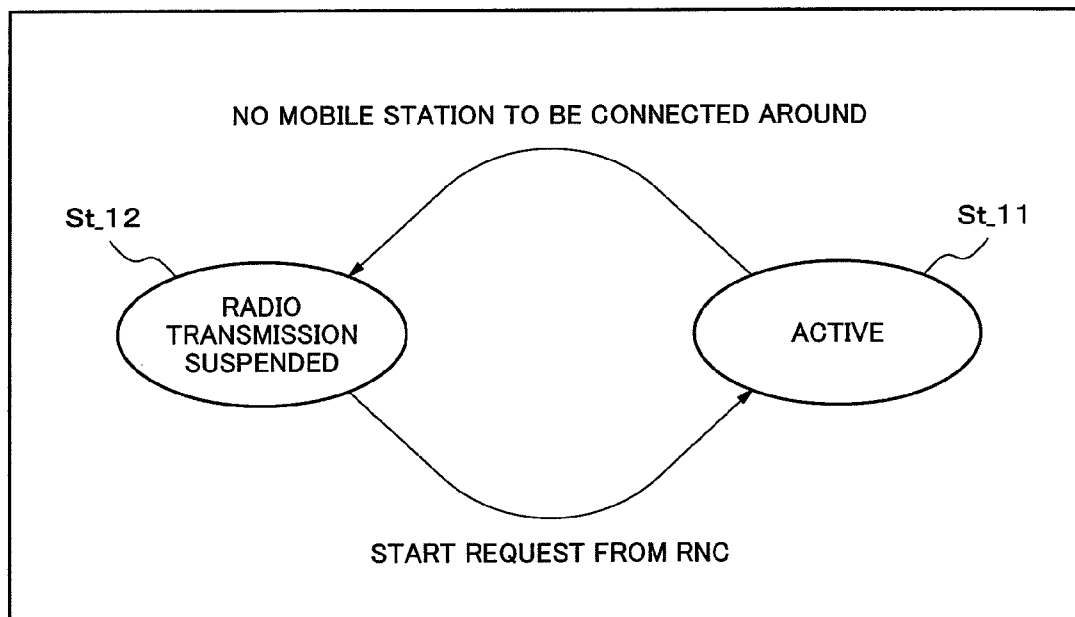 NO MOBILE STATION TO BE CONNECTED AROUND
St_12
St_11
RADIO
TRANSMISSION
SUSPENDED
ACTIVE
START REQUEST FROM RNC